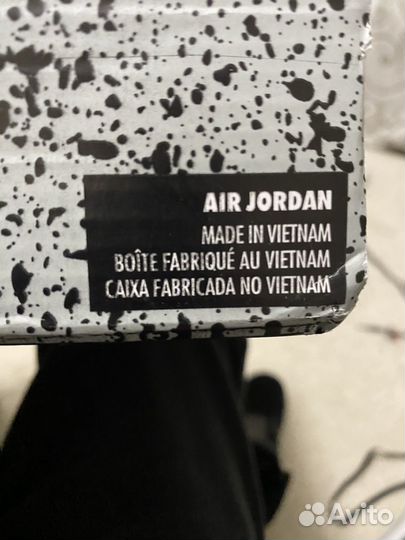 AIR JORDAN
MADE IN VIETNAM
BOÎTE FABRIQUÉ AU VIETNAM
CAIXA FABRICADA NO VIETNAM
Avito